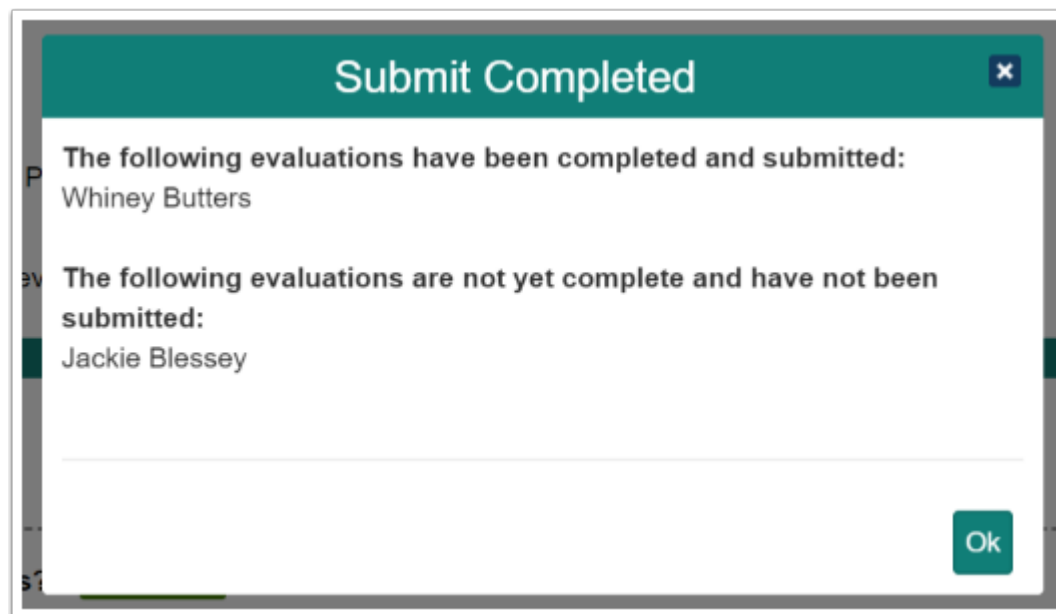 Submit Completed
The following evaluations have been completed and submitted:
Whiney Butters
The following evaluations are not yet complete and have not been
submitted:
Jackie Blessey
Ok